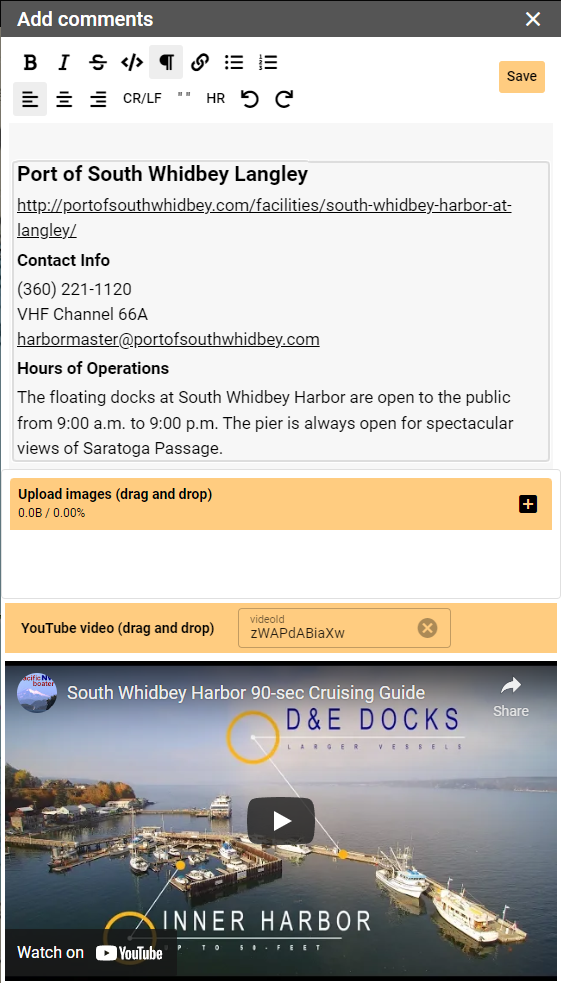 Add comments
B I S </> ¶
Save
CR/LF " " HR
Port of South Whidbey Langley
http://portofsouthwhidbey.com/facilities/south-whidbey-harbor-at-
langley/
Contact Info
(360) 221-1120
VHF Channel 66A
harbormaster@portofsouthwhidbey.com
Hours of Operations
The floating docks at South Whidbey Harbor are open to the public
from 9:00 a.m. to 9:00 p.m. The pier is always open for spectacular
views of Saratoga Passage.
Upload images (drag and drop)
0.0B / 0.00%
YouTube video (drag and drop)
videoId
zWAPdABiaXw
acific NW
boater
South Whidbey Harbor 90-sec Cruising Guide
Share
D&E DOCKS
LARGER VESSELS
INNER HARBOR
UP TO 50-FEET
Watch on YouTube